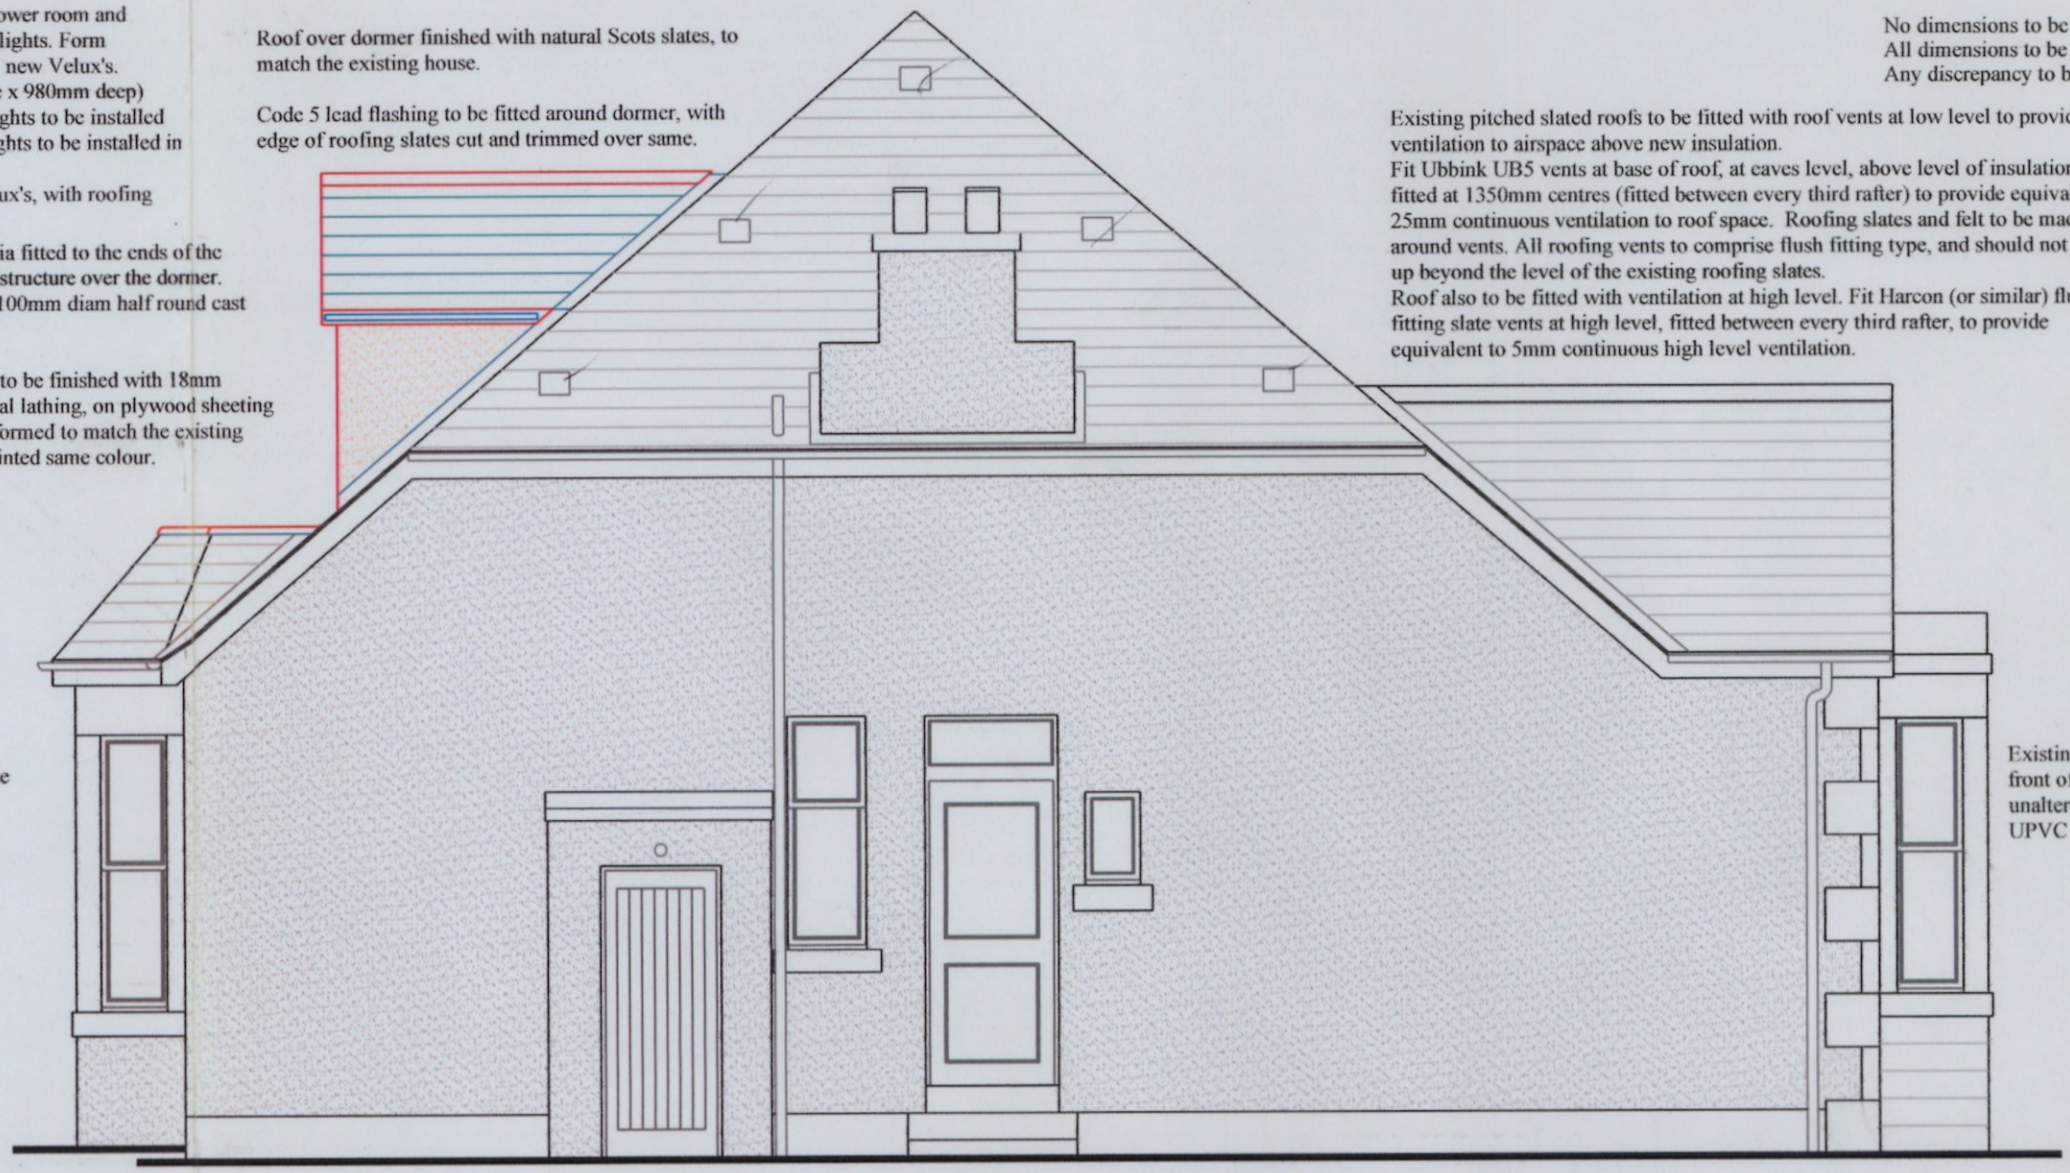 ower room and
lights. Form
new Velux's.
x 980mm deep)
ghts to be installed
ghts to be installed in
ux's, with roofing
ia fitted to the ends of the
structure over the dormer.
100mm diam half round cast
to be finished with 18mm
al lathing, on plywood sheeting
ormed to match the existing
inted same colour.
e
Roof over dormer finished with natural Scots slates, to
match the existing house.
Code 5 lead flashing to be fitted around dormer, with
edge of roofing slates cut and trimmed over same.
No dimensions to be
All dimensions to be
Any discrepancy to b
Existing pitched slated roofs to be fitted with roof vents at low level to provid
ventilation to airspace above new insulation.
Fit Ubbink UB5 vents at base of roof, at eaves level, above level of insulation
fitted at 1350mm centres (fitted between every third rafter) to provide equiva
25mm continuous ventilation to roof space. Roofing slates and felt to be mad
around vents. All roofing vents to comprise flush fitting type, and should not
up beyond the level of the existing roofing slates.
Roof also to be fitted with ventilation at high level. Fit Harcon (or similar) flu
fitting slate vents at high level, fitted between every third rafter, to provide
equivalent to 5mm continuous high level ventilation.
Existin
front of
unalter
UPVC